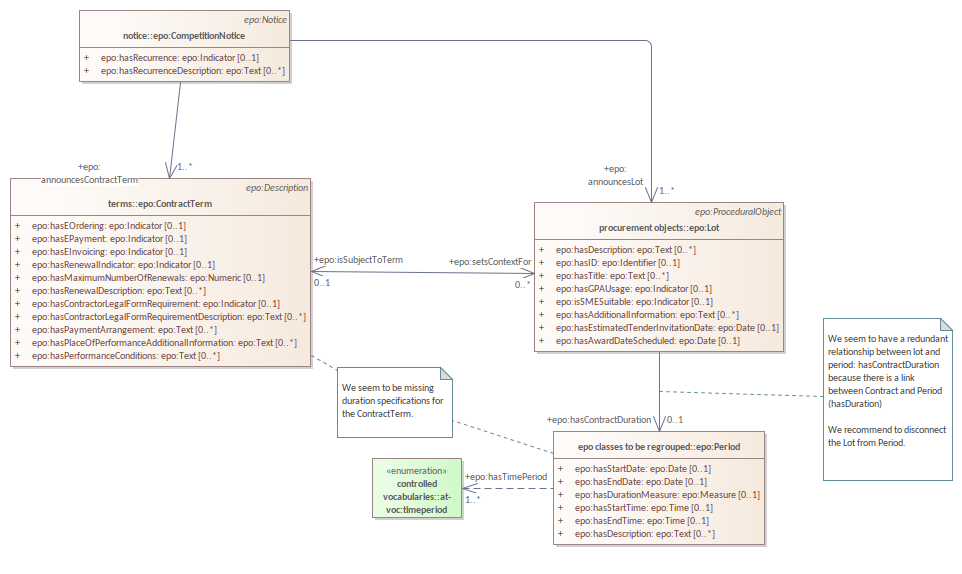 epo:Notice
notice::epo:CompetitionNotice
+ epo:hasRecurrence: epo:Indicator [0..1]
+ epo:hasRecurrenceDescription: epo:Text [0..*]
+epo:
announcesContractTerm
1..*
+epo:
announcesLot
1..*
epo:Description
terms::epo:ContractTerm
+ epo:hasEOrdering: epo:Indicator [0..1]
+ epo:hasEPayment: epo:Indicator [0..1]
+ epo:hasEInvoicing: epo:Indicator [0..1]
+ epo:hasRenewalIndicator: epo:Indicator [0..1]
+ epo:hasMaximumNumberOfRenewals: epo:Numeric [0..1]
+ epo:hasRenewalDescription: epo:Text [0..*]
+ epo:hasContractorLegalFormRequirement: epo:Indicator [0..1]
+ epo:hasContractorLegalFormRequirementDescription: epo:Text [0..*]
+ epo:hasPaymentArrangement: epo:Text [0..*]
+ epo:hasPlaceOfPerformanceAdditionalInformation: epo:Text [0..*]
+ epo:hasPerformanceConditions: epo:Text [0..*]
+epo:isSubjectToTerm
0..1
+epo:setsContextFor
0..*
epo:ProceduralObject
procurement objects::epo:Lot
+ epo:hasDescription: epo:Text [0..*]
+ epo:hasID: epo:Identifier [0..1]
+ epo:hasTitle: epo:Text [0..*]
+ epo:hasGPAUsage: epo:Indicator [0..1]
+ epo:isSMESuitable: epo:Indicator [0..1]
+ epo:hasAdditionalInformation: epo:Text [0..*]
+ epo:hasEstimatedTenderInvitationDate: epo:Date [0..1]
+ epo:hasAwardDateScheduled: epo:Date [0..1]
We seem to have a redundant
relationship between lot and
period: hasContractDuration
because there is a link
between Contract and Period
(hasDuration)
We recommend to disconnect
the Lot from Period.
We seem to be missing
duration specifications for
the ContractTerm.
+epo:hasContractDuration
0..1
epo classes to be regrouped::epo:Period
+ epo:hasStartDate: epo:Date [0..1]
+ epo:hasEndDate: epo:Date [0..1]
+ epo:hasDurationMeasure: epo:Measure [0..1]
+ epo:hasStartTime: epo:Time [0..1]
+ epo:hasEndTime: epo:Time [0..1]
+ epo:hasDescription: epo:Text [0..*]
+epo:hasTimePeriod
1..*
«enumeration»
controlled
vocabularies::at-
voc:timeperiod